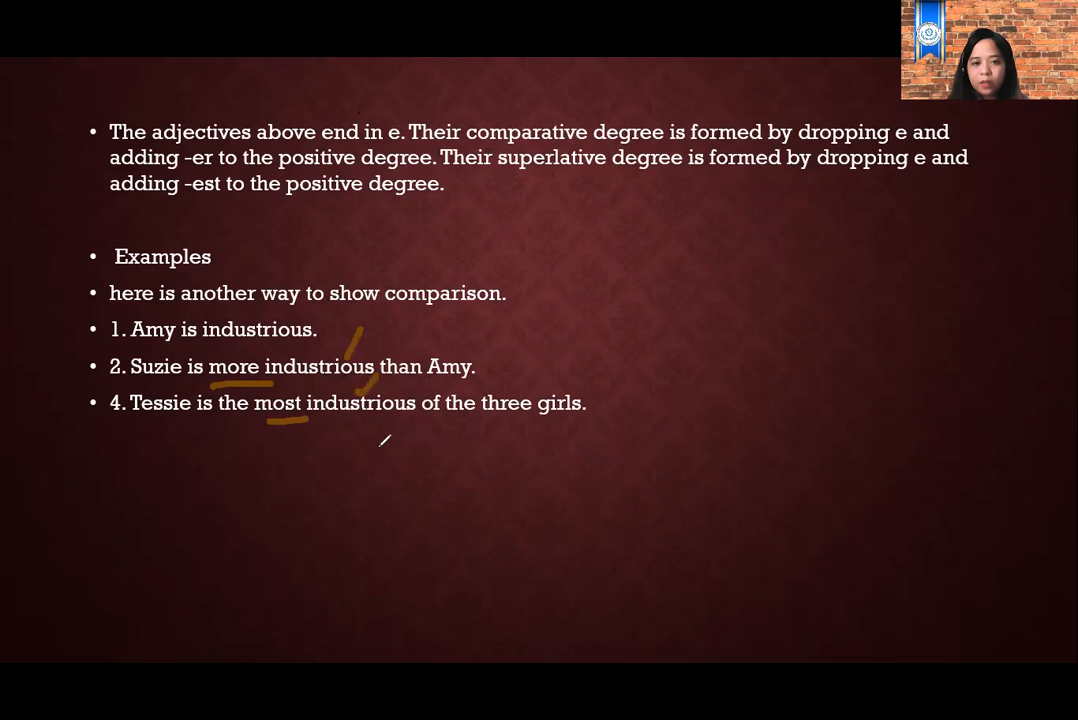 • The adjectives above end in e. Their comparative degree is formed by dropping e and
adding -er to the positive degree. Their superlative degree is formed by dropping e and
adding -est to the positive degree.
• Examples
• here is another way to show comparison.
• 1. Amy is industrious.
• 2. Suzie is more industrious than Amy.
• 4. Tessie is the most industrious of the three girls.